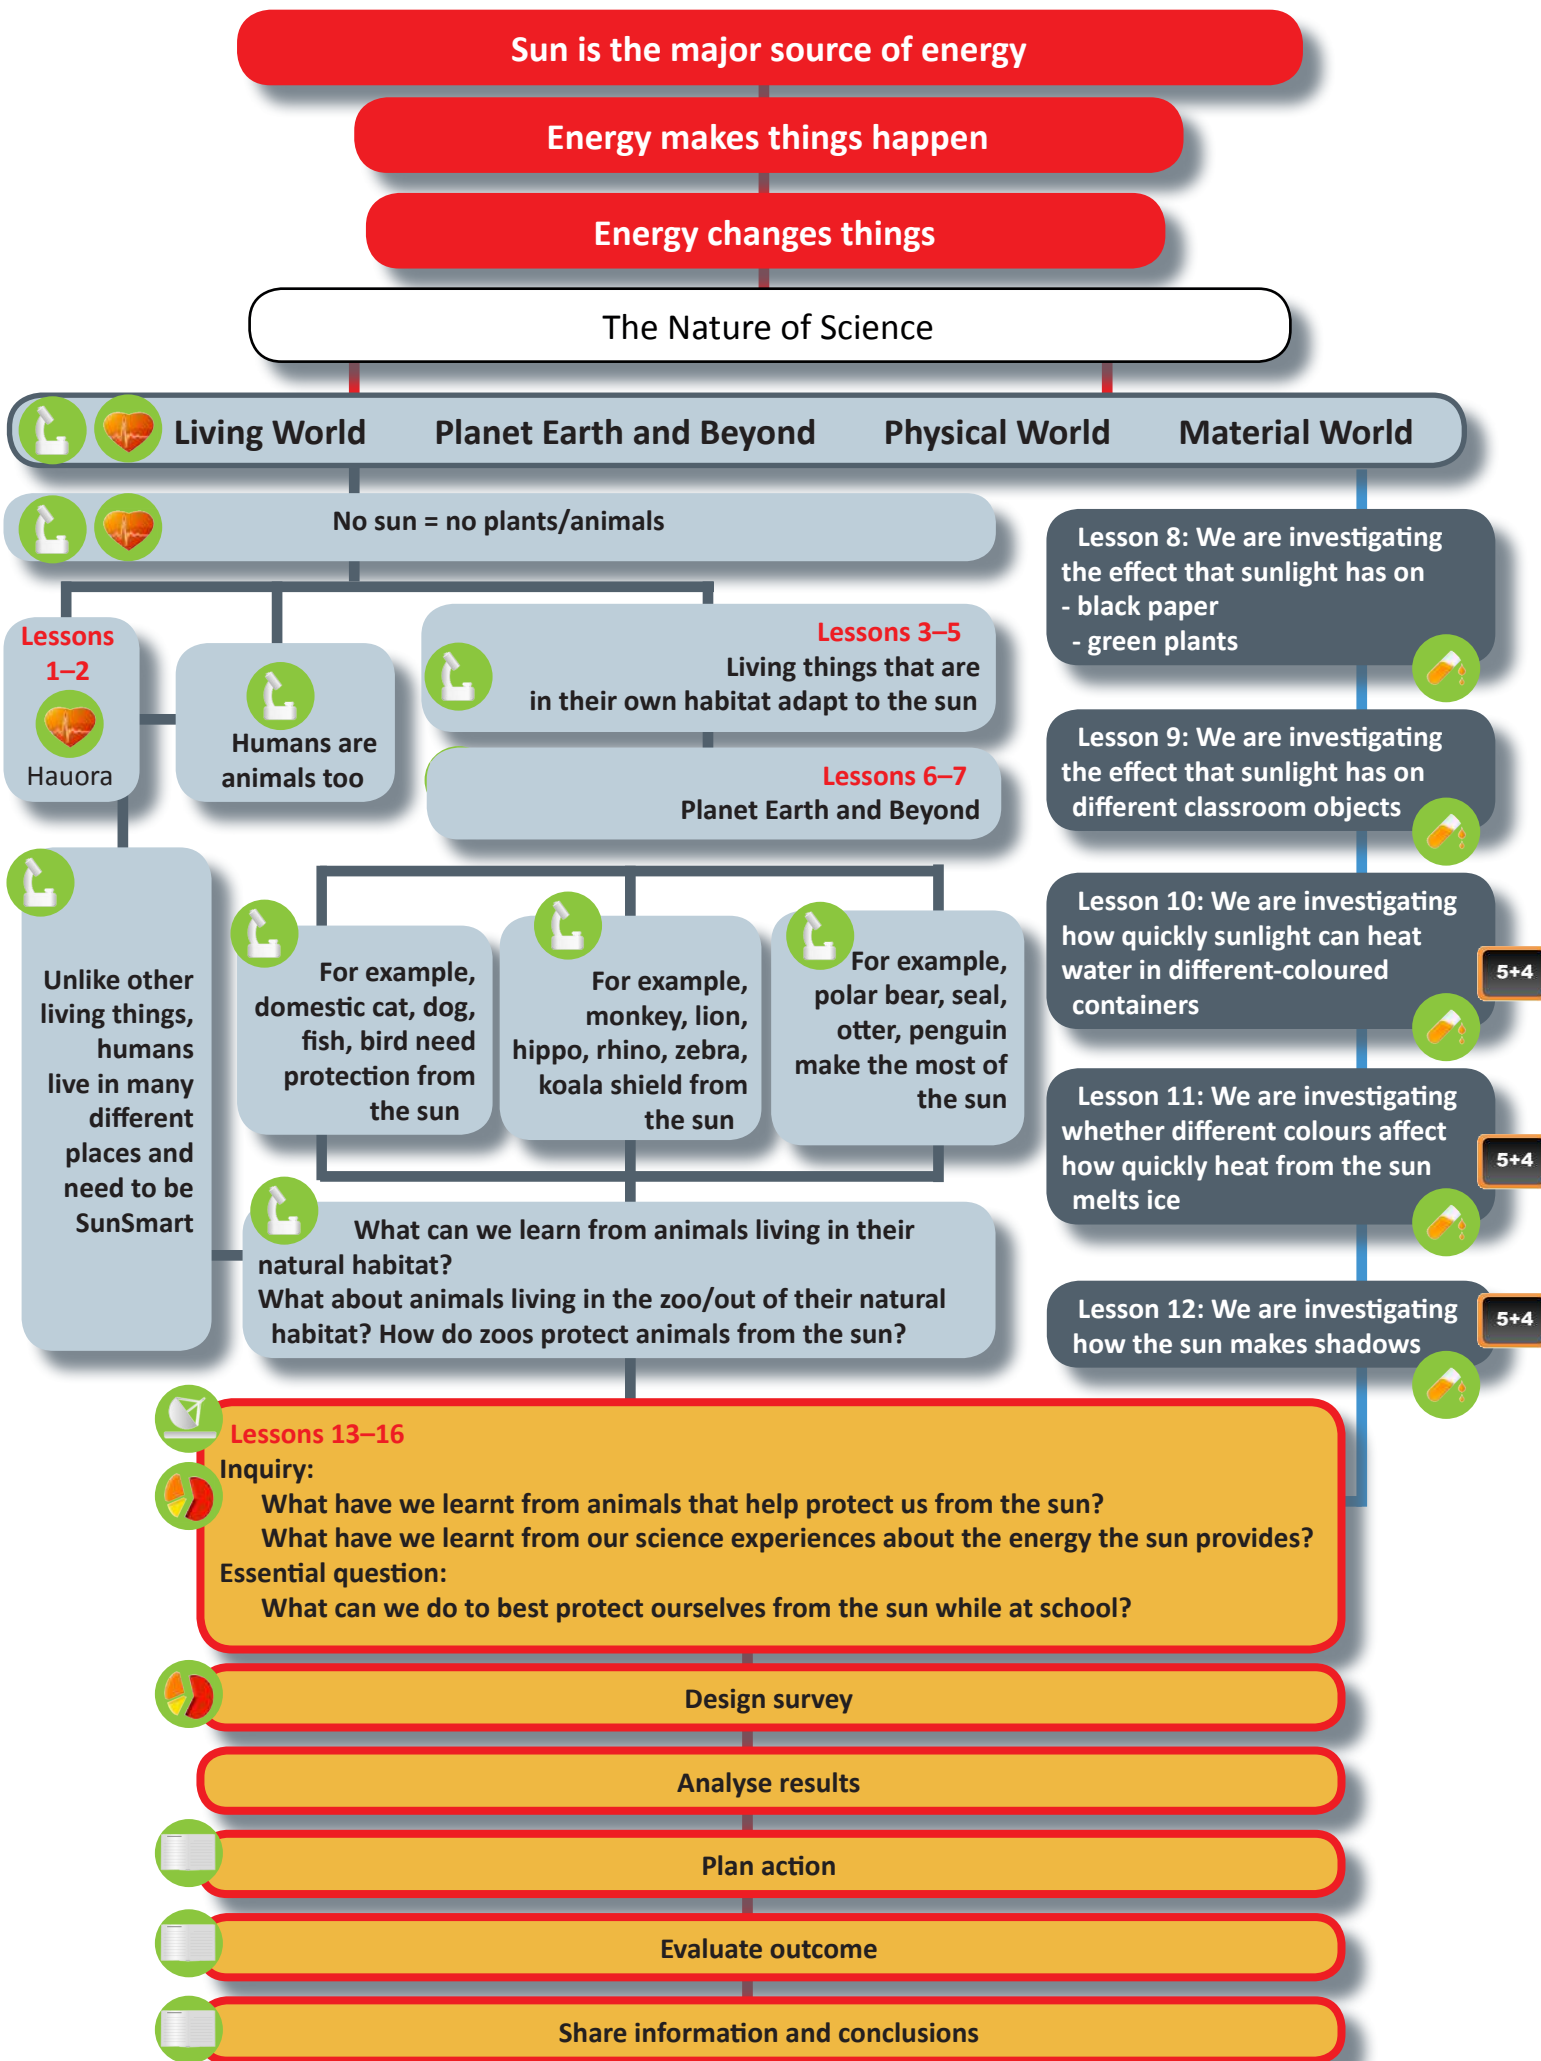 Sun is the major source of energy
Energy makes things happen
Energy changes things
The Nature of Science
Living World Planet Earth and Beyond Physical World Material World
No sun = no plants/animals
Lessons
1–2
Hauora
Humans are
animals too
Lessons 3–5
Living things that are
in their own habitat adapt to the sun
Lessons 6–7
Planet Earth and Beyond
Unlike other
living things,
humans
live in many
different
places and
need to be
SunSmart
For example,
domestic cat, dog,
fish, bird need
protection from
the sun
For example,
monkey, lion,
hippo, rhino, zebra,
koala shield from
the sun
For example,
polar bear, seal,
otter, penguin
make the most of
the sun
What can we learn from animals living in their
natural habitat?
What about animals living in the zoo/out of their natural
habitat? How do zoos protect animals from the sun?
Lesson 8: We are investigating
the effect that sunlight has on
- black paper
- green plants
Lesson 9: We are investigating
the effect that sunlight has on
different classroom objects
Lesson 10: We are investigating
how quickly sunlight can heat
water in different-coloured
containers
5+4
Lesson 11: We are investigating
whether different colours affect
how quickly heat from the sun
melts ice
5+4
Lesson 12: We are investigating
how the sun makes shadows
5+4
Lessons 13–16
Inquiry:
What have we learnt from animals that help protect us from the sun?
What have we learnt from our science experiences about the energy the sun provides?
Essential question:
What can we do to best protect ourselves from the sun while at school?
Design survey
Analyse results
Plan action
Evaluate outcome
Share information and conclusions